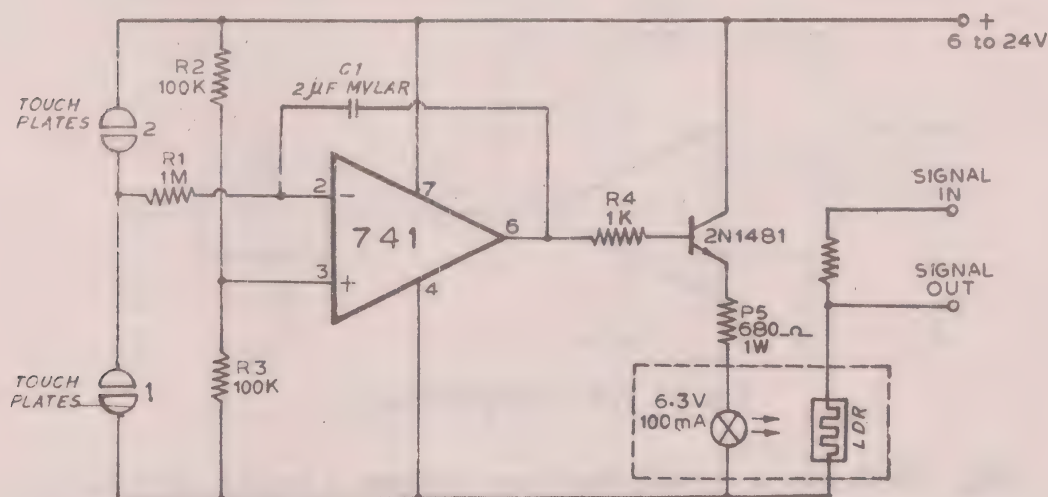 +
6 to 24V
R2
100K
C1
2µF MYLAR
TOUCH
PLATES
2
R1
1M
2
-
7
741
6
3
+
4
R4
1K
2N1481
SIGNAL
IN
SIGNAL
OUT
R3
100K
TOUCH
PLATES
1
R5
680Ω
1W
6.3V
100mA
LDR